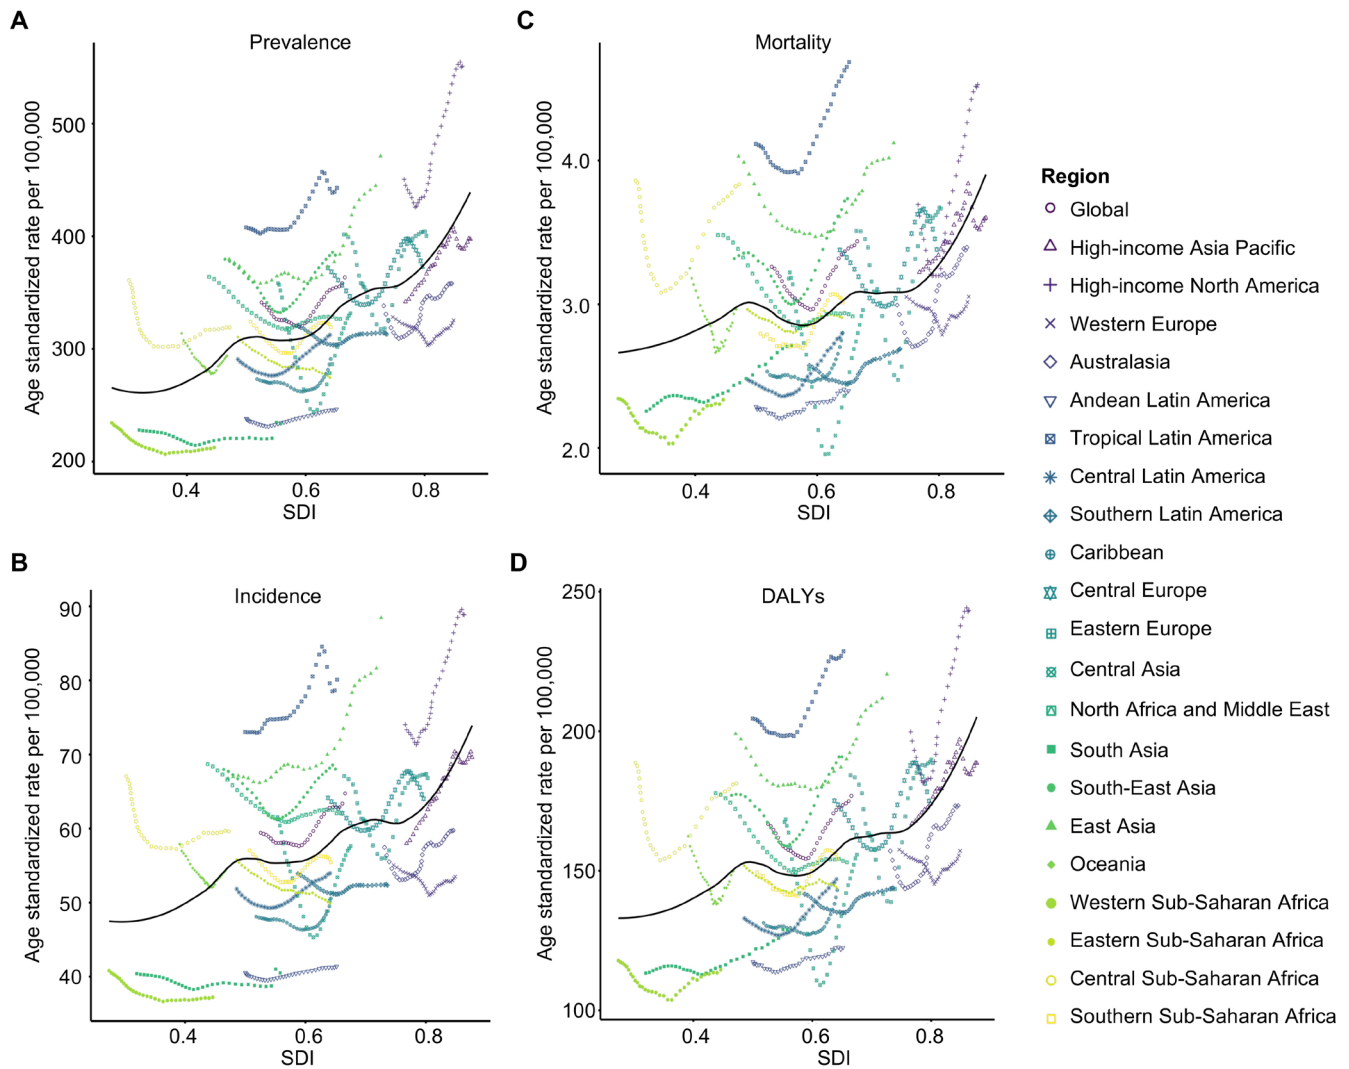 A
Prevalence
Age standardized rate per 100,000
500
400
300
200
0.4
0.6
0.8
SDI
C
Mortality
Age standardized rate per 100,000
4.0
3.0
2.0
0.4
0.6
0.8
SDI
B
Incidence
Age standardized rate per 100,000
90
80
70
60
50
40
0.4
0.6
0.8
SDI
D
DALYs
Age standardized rate per 100,000
250
200
150
100
0.4
0.6
0.8
SDI
Region
Global
High-income Asia Pacific
High-income North America
Western Europe
Australasia
Andean Latin America
Tropical Latin America
Central Latin America
Southern Latin America
Caribbean
Central Europe
Eastern Europe
Central Asia
North Africa and Middle East
South Asia
South-East Asia
East Asia
Oceania
Western Sub-Saharan Africa
Eastern Sub-Saharan Africa
Central Sub-Saharan Africa
Southern Sub-Saharan Africa